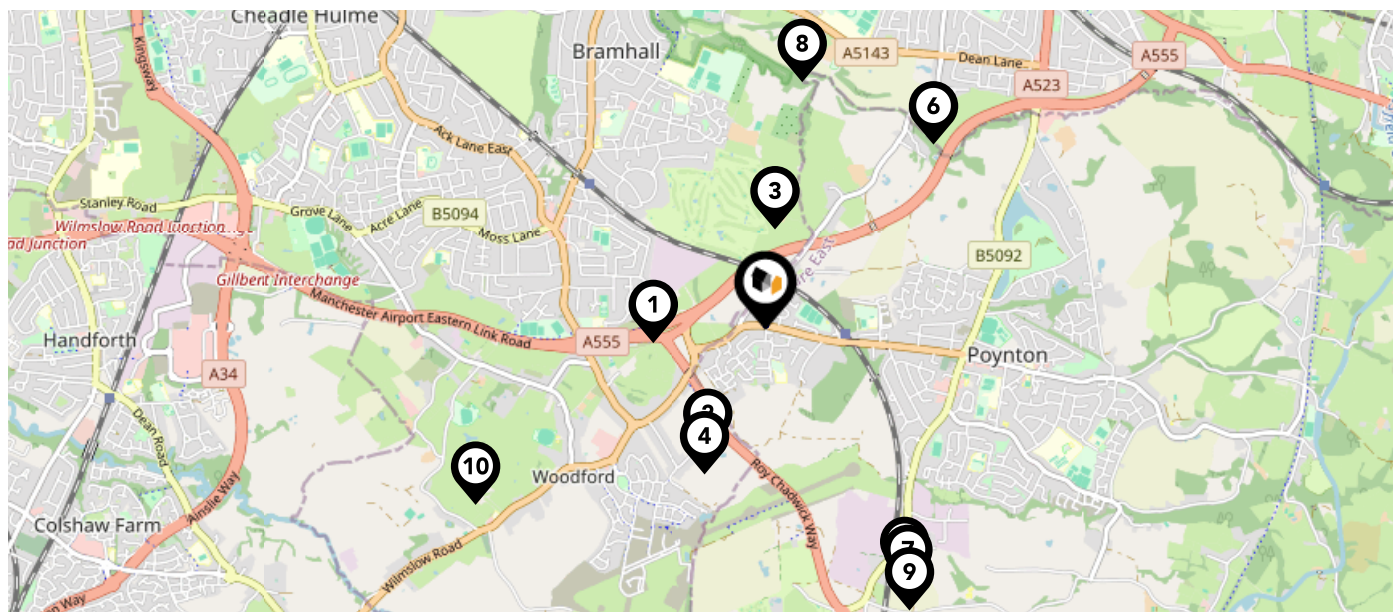 Cheadle Hulme
Bramhall
8
A5143
Dean Lane
A555
Kingsway
A523
6
Ack Lane East
3
Stanley Road
Grove Lane
Acre Lane
B5094
Moss Lane
Wilmslow Road Junction
ad Junction
B5092
Gillbent Interchange
1
Manchester Airport Eastern Link Road
A555
Handforth
Poynton
A34
2
4
Dean Road
10
Woodford
Roy Chadwick Way
Ainslie Way
Colshaw Farm
7
9
Wilmslow Road
Way